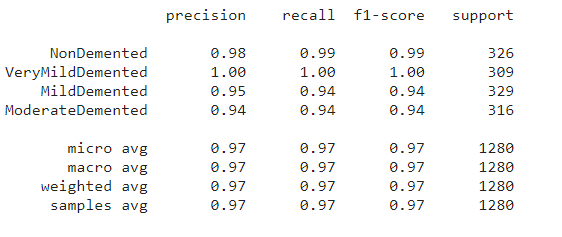 precision recall f1-score support
NonDemented 0.98 0.99 0.99 326
VeryMildDemented 1.00 1.00 1.00 309
MildDemented 0.95 0.94 0.94 329
ModerateDemented 0.94 0.94 0.94 316
micro avg 0.97 0.97 0.97 1280
macro avg 0.97 0.97 0.97 1280
weighted avg 0.97 0.97 0.97 1280
samples avg 0.97 0.97 0.97 1280